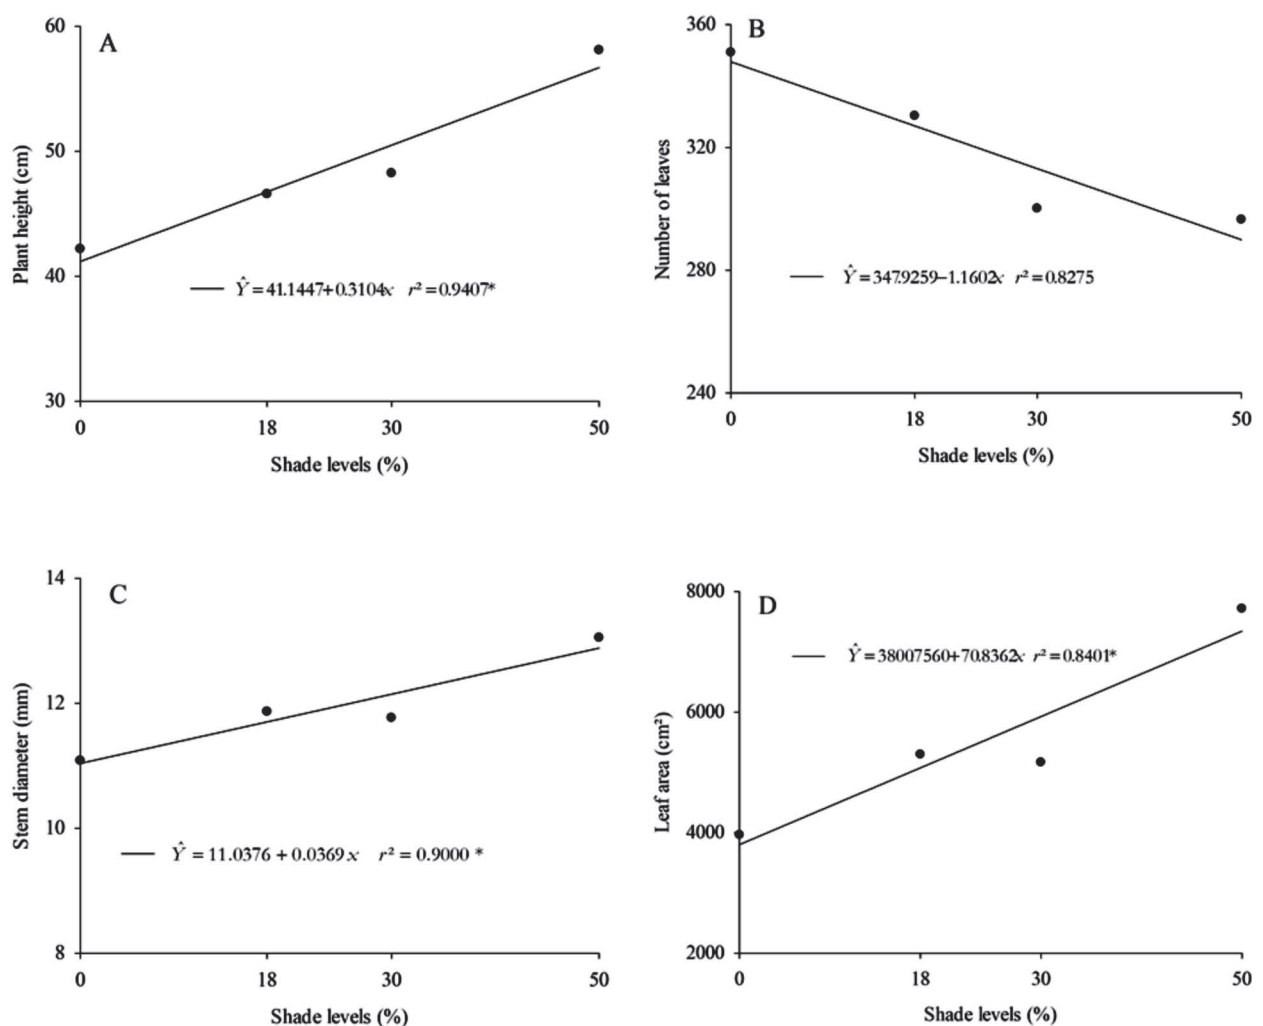 A
60
50
40
30
Plant height (cm)
Ŷ = 41.1447+0.3104x r² = 0.9407*
0 18 30 50
Shade levels (%)
B
360
320
280
240
Number of leaves
Ŷ = 347.9259−1.1602x r² = 0.8275
0 18 30 50
Shade levels (%)
C
14
12
10
8
Stem diameter (mm)
Ŷ = 11.0376 + 0.0369x r² = 0.9000 *
0 18 30 50
Shade levels (%)
D
8000
6000
4000
2000
Leaf area (cm²)
Ŷ = 38007560+70.8362x r² = 0.8401*
0 18 30 50
Shade levels (%)